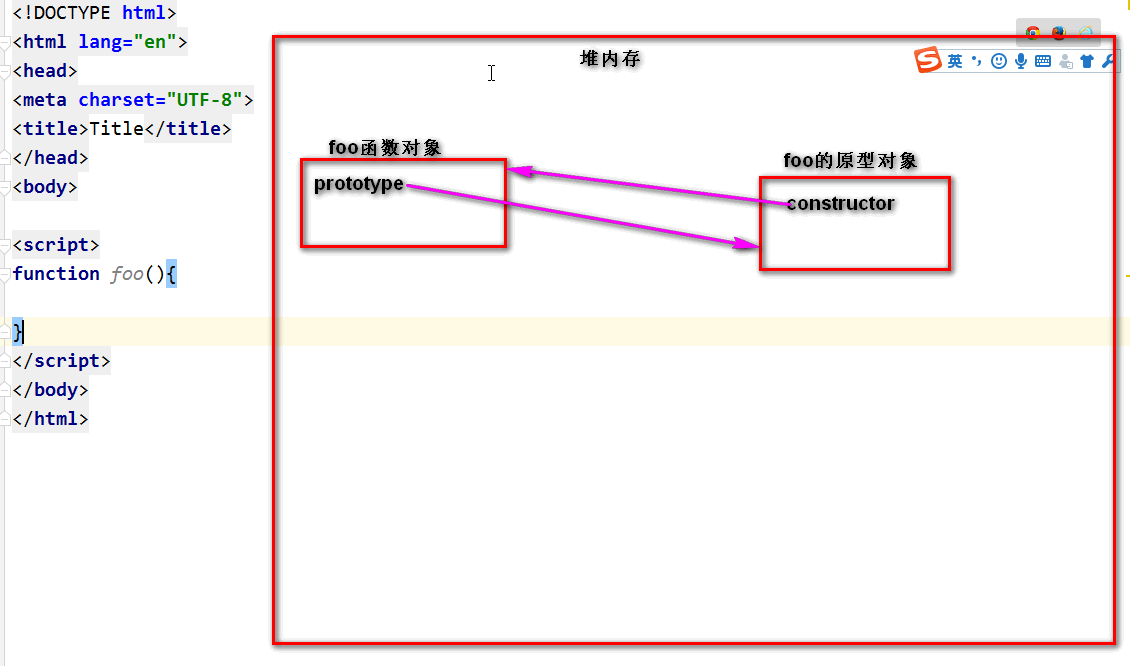 <!DOCTYPE html>
<html lang="en">
<head>
<meta charset="UTF-8">
<title>Title</title>
</head>
<body>
<script>
function foo(){
}
</script>
</body>
</html>
堆内存
英
foo函数对象
prototype
foo的原型对象
constructor